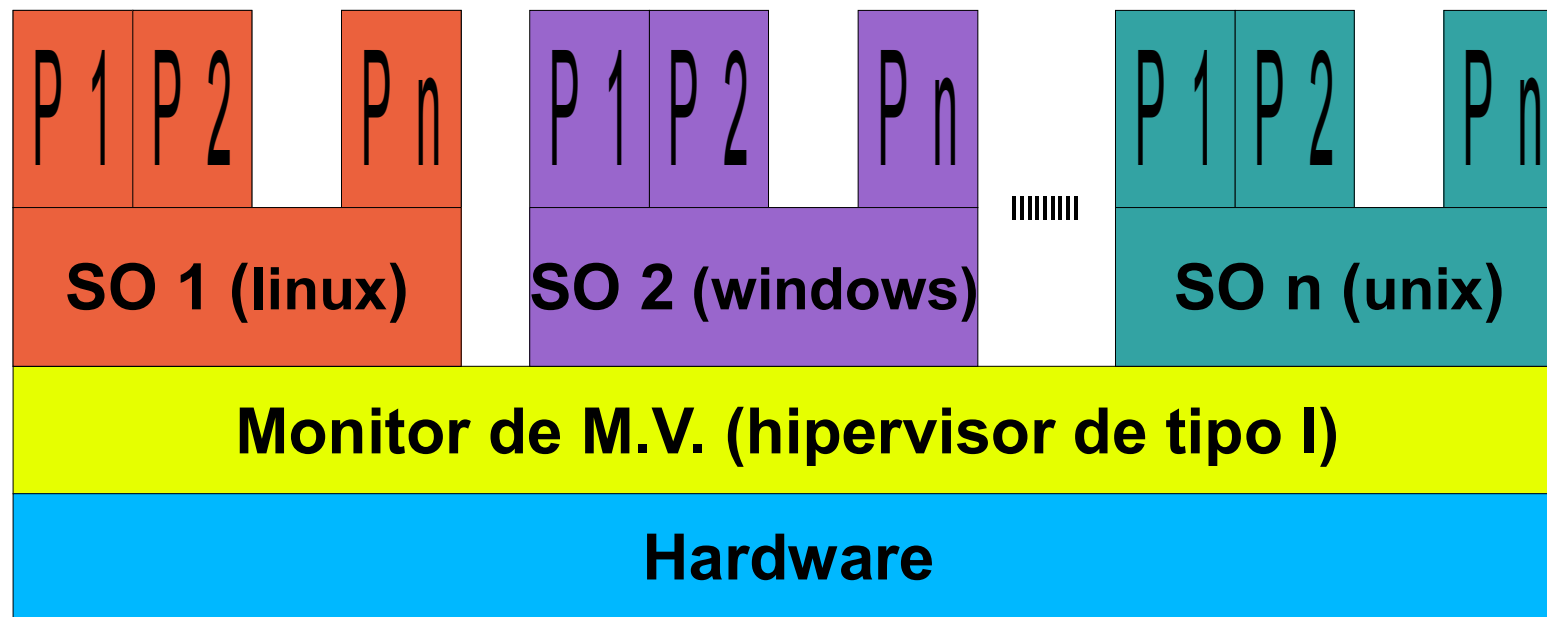 P 1 P 2 P n P 1 P 2 P n P 1 P 2 P n
SO 1 (linux) SO 2 (windows) SO n (unix)
Monitor de M.V. (hipervisor de tipo I)
Hardware